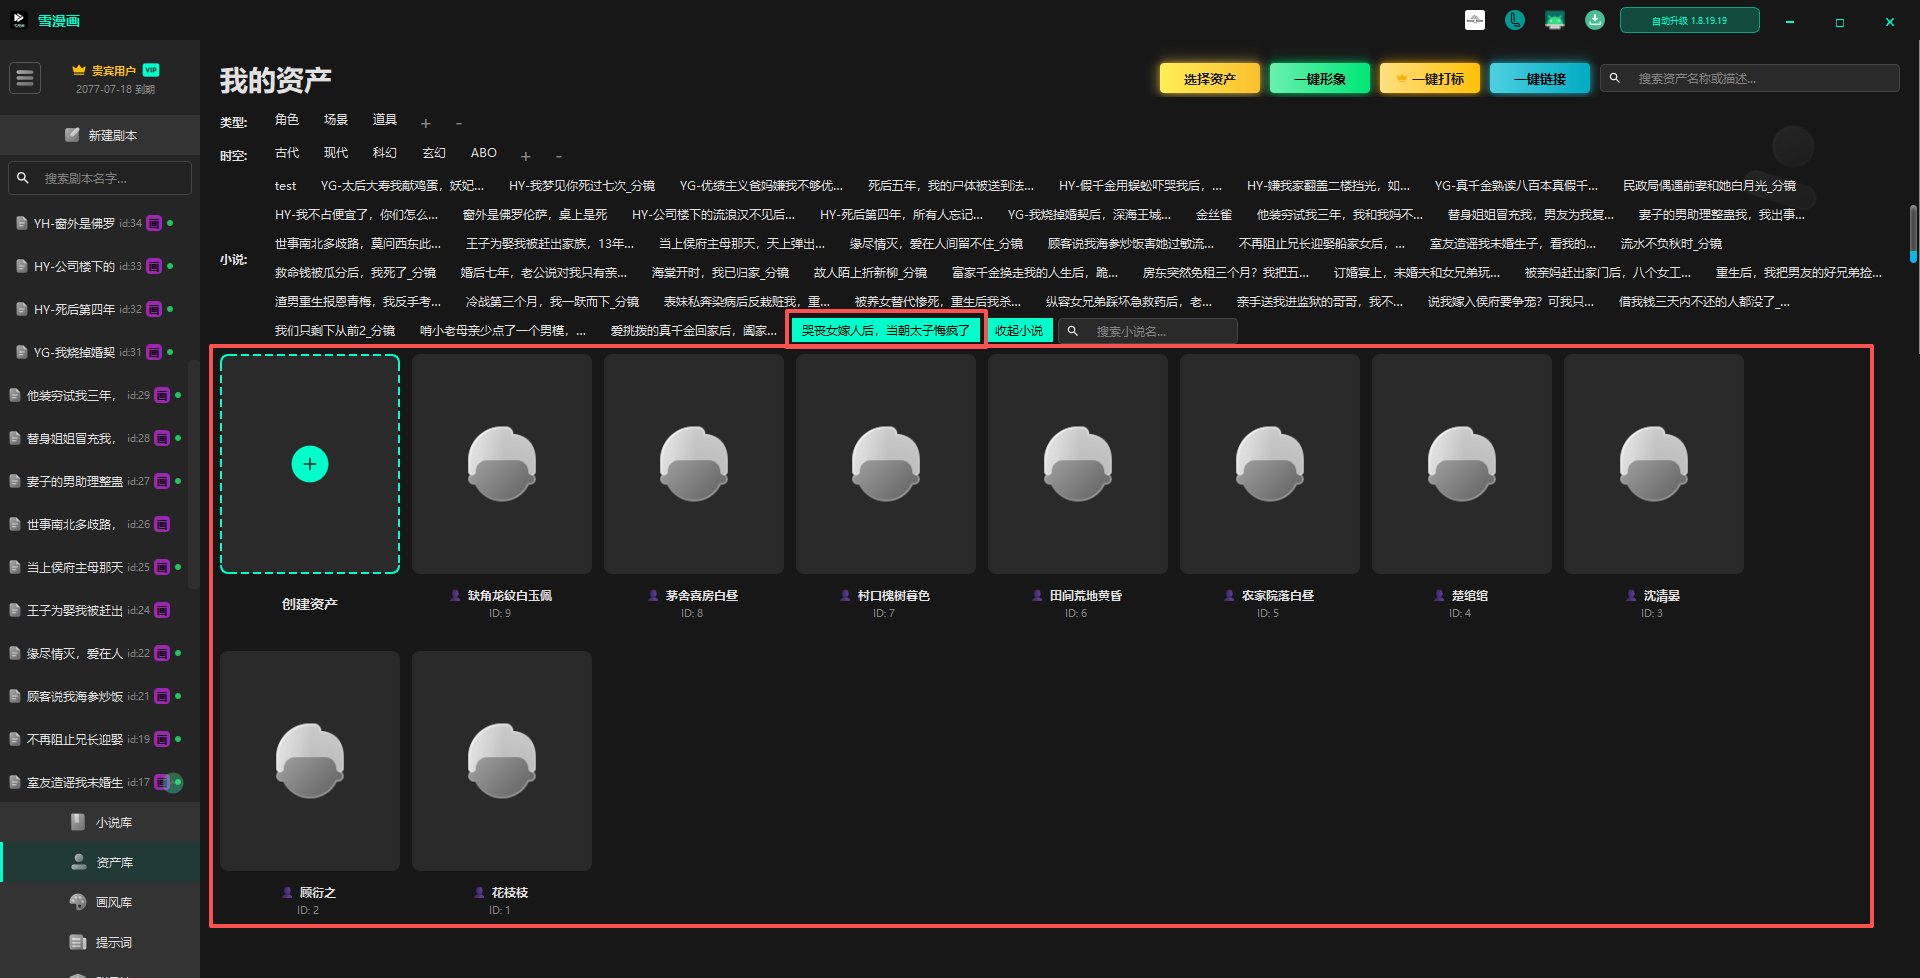 雪漫画
自动升级 1.8.19.19
贵宾用户 VIP
2077-07-18 到期
新建剧本
搜索剧本名字...
YH-窗外是佛罗 id:34 画
HY-公司楼下的 id:33 画
HY-死后第四年 id:32 画
YG-我烧掉婚契 id:31 画
他装穷试我三年, id:29 画
替身姐姐冒充我, id:28 画
妻子的男助理整蛊 id:27 画
世事南北多歧路, id:26 画
当上侯府主母那天 id:25 画
王子为娶我被赶出 id:24 画
缘尽情灭，爱在人 id:22 画
顾客说我海参炒饭 id:21 画
不再阻止兄长迎娶 id:19 画
室友造谣我未婚生 id:17 画
小说库
资产库
画风库
提示词
我的资产
选择资产 一键形象 一键打标 一键链接 搜索资产名称或描述...
类型: 角色 场景 道具 + -
时空: 古代 现代 科幻 玄幻 ABO + -
小说:
test YG-太后大寿我献鸡蛋，妖妃... HY-我梦见你死过七次_分镜 YG-优绩主义爸妈嫌我不够优... 死后五年，我的尸体被送到法... HY-假千金用蜈蚣吓哭我后，... HY-嫌我家翻盖二楼挡光，如... YG-真千金熟读八百本真假千... 民政局偶遇前妻和她白月光_分镜
HY-我不占便宜了，你们怎么... 窗外是佛罗伦萨，桌上是死 HY-公司楼下的流浪汉不见后... HY-死后第四年，所有人忘记... YG-我烧掉婚契后，深海王城... 金丝雀 他装穷试我三年，我和我妈不... 替身姐姐冒充我，男友为我复... 妻子的男助理整蛊我，我出事...
世事南北多歧路，莫问西东此... 王子为娶我被赶出家族，13年... 当上侯府主母那天，天上弹出... 缘尽情灭，爱在人间留不住_分镜 顾客说我海参炒饭害她过敏流... 不再阻止兄长迎娶船家女后，... 室友造谣我未婚生子，看我的... 流水不负秋时_分镜
救命钱被瓜分后，我死了_分镜 婚后七年，老公说对我只有亲... 海棠开时，我已归家_分镜 故人陌上折新柳_分镜 富家千金换走我的人生后，跪... 房东突然免租三个月？我把五... 订婚宴上，未婚夫和女兄弟玩... 被亲妈赶出家门后，八个女工... 重生后，我把男友的好兄弟捡...
渣男重生报恩青梅，我反手考... 冷战第三个月，我一跃而下_分镜 表妹私奔染病后反栽赃我，重... 被养女替代惨死，重生后我杀... 纵容女兄弟踩坏急救药后，老... 亲手送我进监狱的哥哥，我不... 说我嫁入侯府要争宠？可我只... 借我钱三天内不还的人都没了_...
我们只剩下从前2_分镜 啃小老母亲少点了一个男模，... 爱挑拨的真千金回家后，阖家... 哭丧女嫁人后，当朝太子悔疯了 收起小说 搜索小说名...
创建资产
缺角龙纹白玉佩
ID: 9
茅舍喜房白昼
ID: 8
村口槐树暮色
ID: 7
田间荒地黄昏
ID: 6
农家院落白昼
ID: 5
楚绾绾
ID: 4
沈清晏
ID: 3
顾衍之
ID: 2
花枝枝
ID: 1